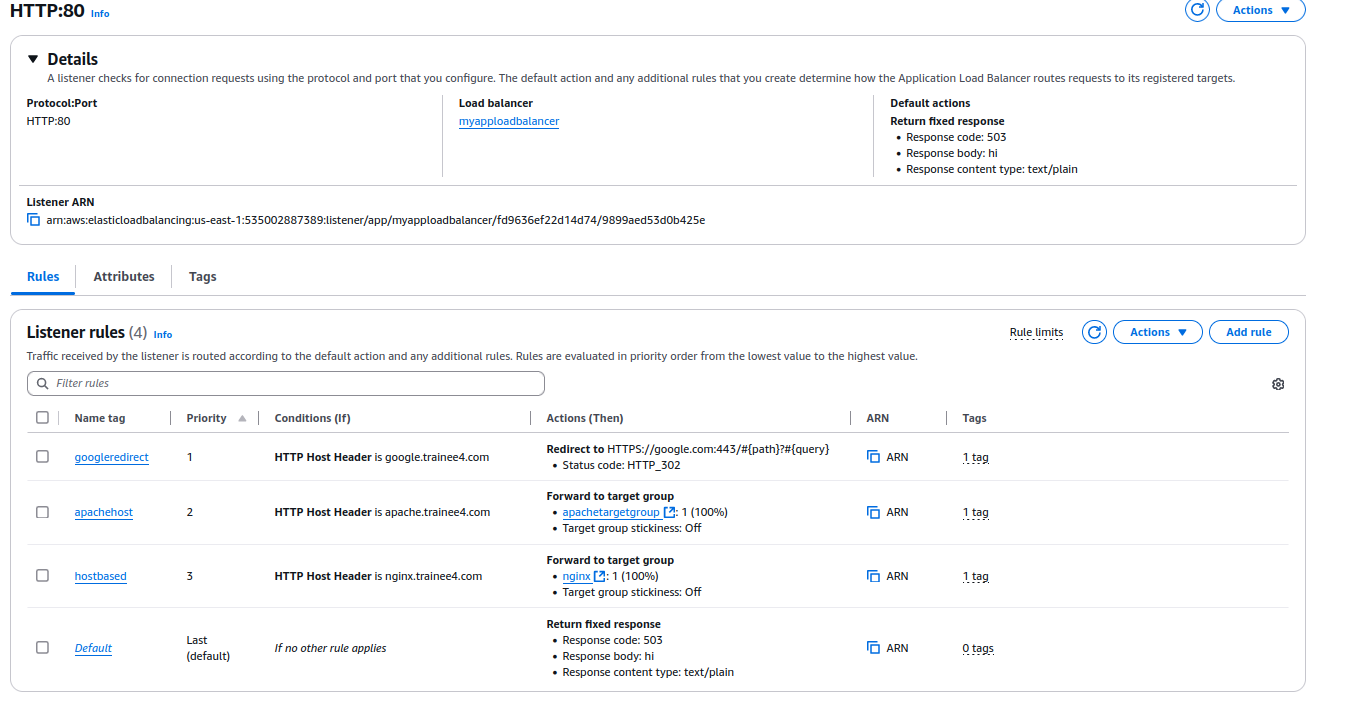 HTTP:80 Info
Actions
Details
A listener checks for connection requests using the protocol and port that you configure. The default action and any additional rules that you create determine how the Application Load Balancer routes requests to its registered targets.
Protocol:Port
HTTP:80
Load balancer
myapploadbalancer
Default actions
Return fixed response
• Response code: 503
• Response body: hi
• Response content type: text/plain
Listener ARN
arn:aws:elasticloadbalancing:us-east-1:535002887389:listener/app/myapploadbalancer/fd9636ef22d14d74/9899aed53d0b425e
Rules Attributes Tags
Listener rules (4) Info
Rule limits Actions Add rule
Traffic received by the listener is routed according to the default action and any additional rules. Rules are evaluated in priority order from the lowest value to the highest value.
Filter rules
Name tag Priority Conditions (If) Actions (Then) ARN Tags
googleredirect 1 HTTP Host Header is google.trainee4.com Redirect to HTTPS://google.com:443/#{path}?#{query} ARN 1 tag
• Status code: HTTP_302
apachehost 2 HTTP Host Header is apache.trainee4.com Forward to target group ARN 1 tag
• apachetargetgroup : 1 (100%)
• Target group stickiness: Off
hostbased 3 HTTP Host Header is nginx.trainee4.com Forward to target group ARN 1 tag
• nginx : 1 (100%)
• Target group stickiness: Off
Default Last (default) If no other rule applies Return fixed response ARN 0 tags
• Response code: 503
• Response body: hi
• Response content type: text/plain